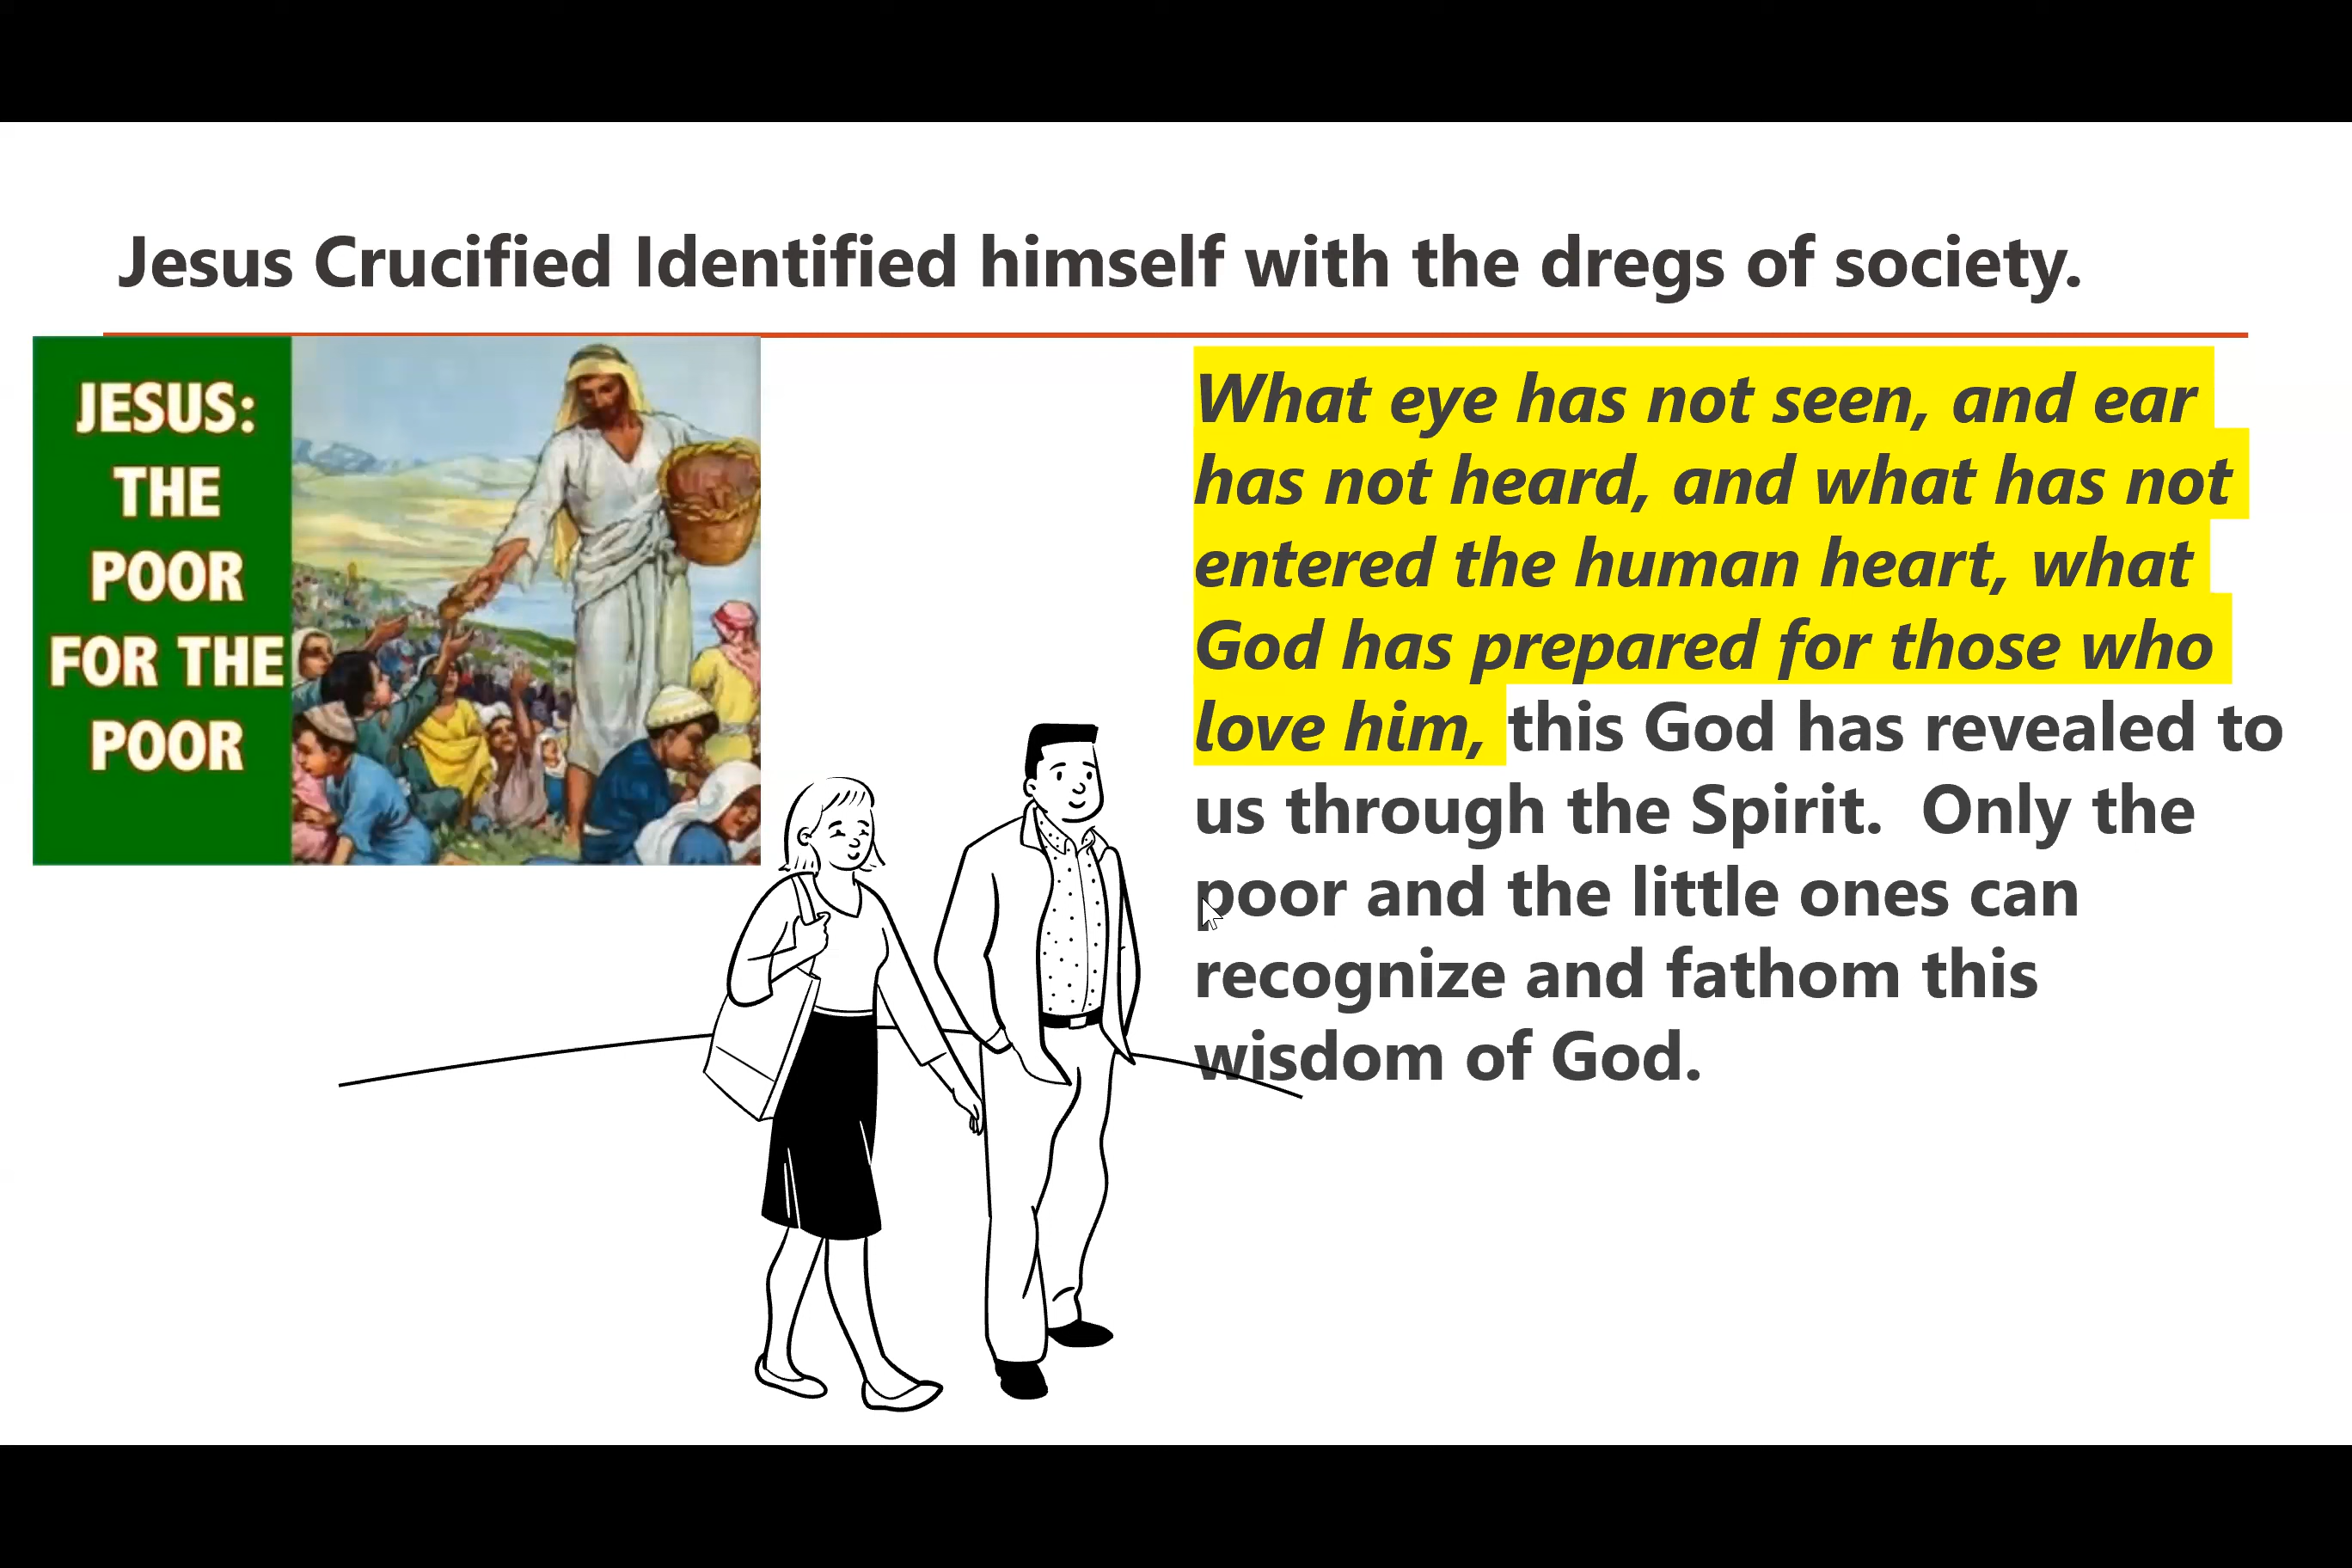 Jesus Crucified Identified himself with the dregs of society.
JESUS:
THE
POOR
FOR THE
POOR
What eye has not seen, and ear
has not heard, and what has not
entered the human heart, what
God has prepared for those who
love him, this God has revealed to
us through the Spirit.  Only the
poor and the little ones can
recognize and fathom this
wisdom of God.